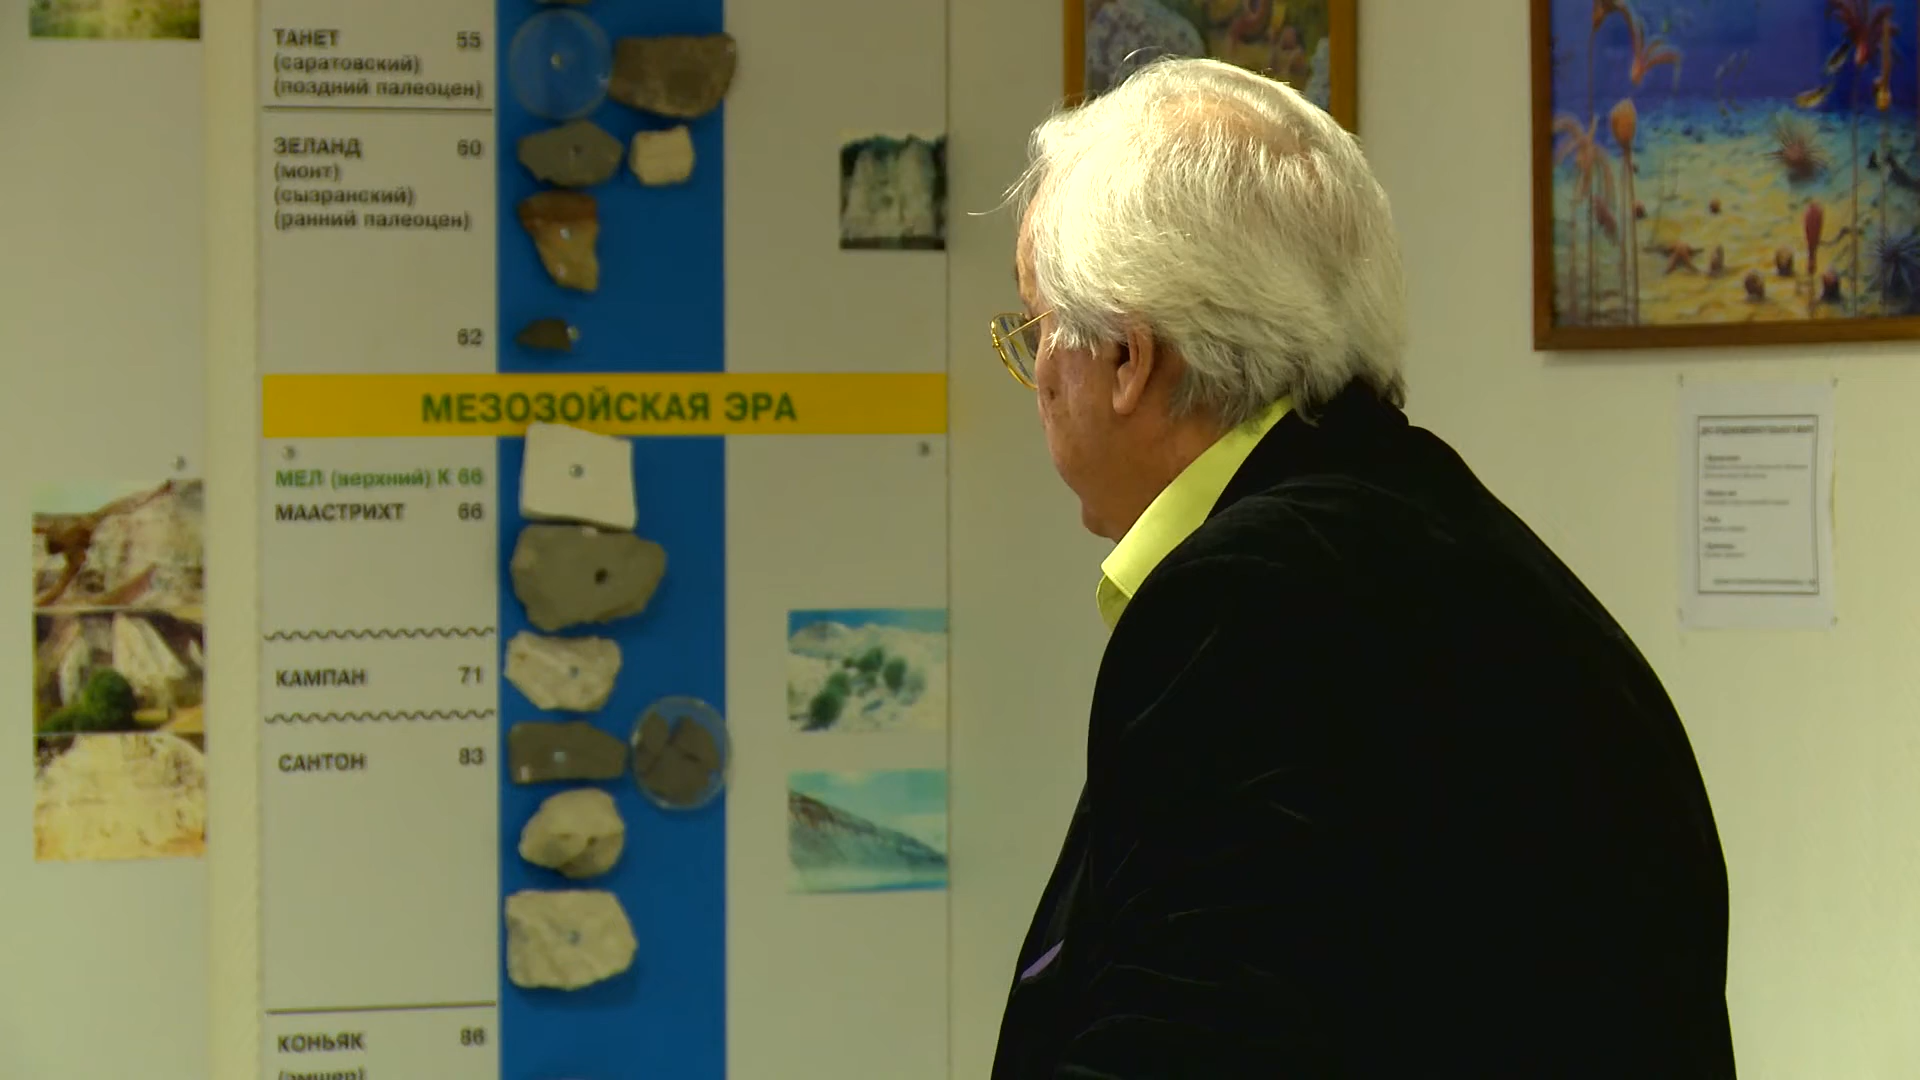 ТАНЕТ 55
(саратовский)
(поздний палеоцен)
ЗЕЛАНД 60
(монт)
(сызранский)
(ранний палеоцен)
62
МЕЗОЗОЙСКАЯ ЭРА
МЕЛ (верхний) К 66
МААСТРИХТ 66
КАМПАН 71
САНТОН 83
КОНЬЯК 86
(эмшер)